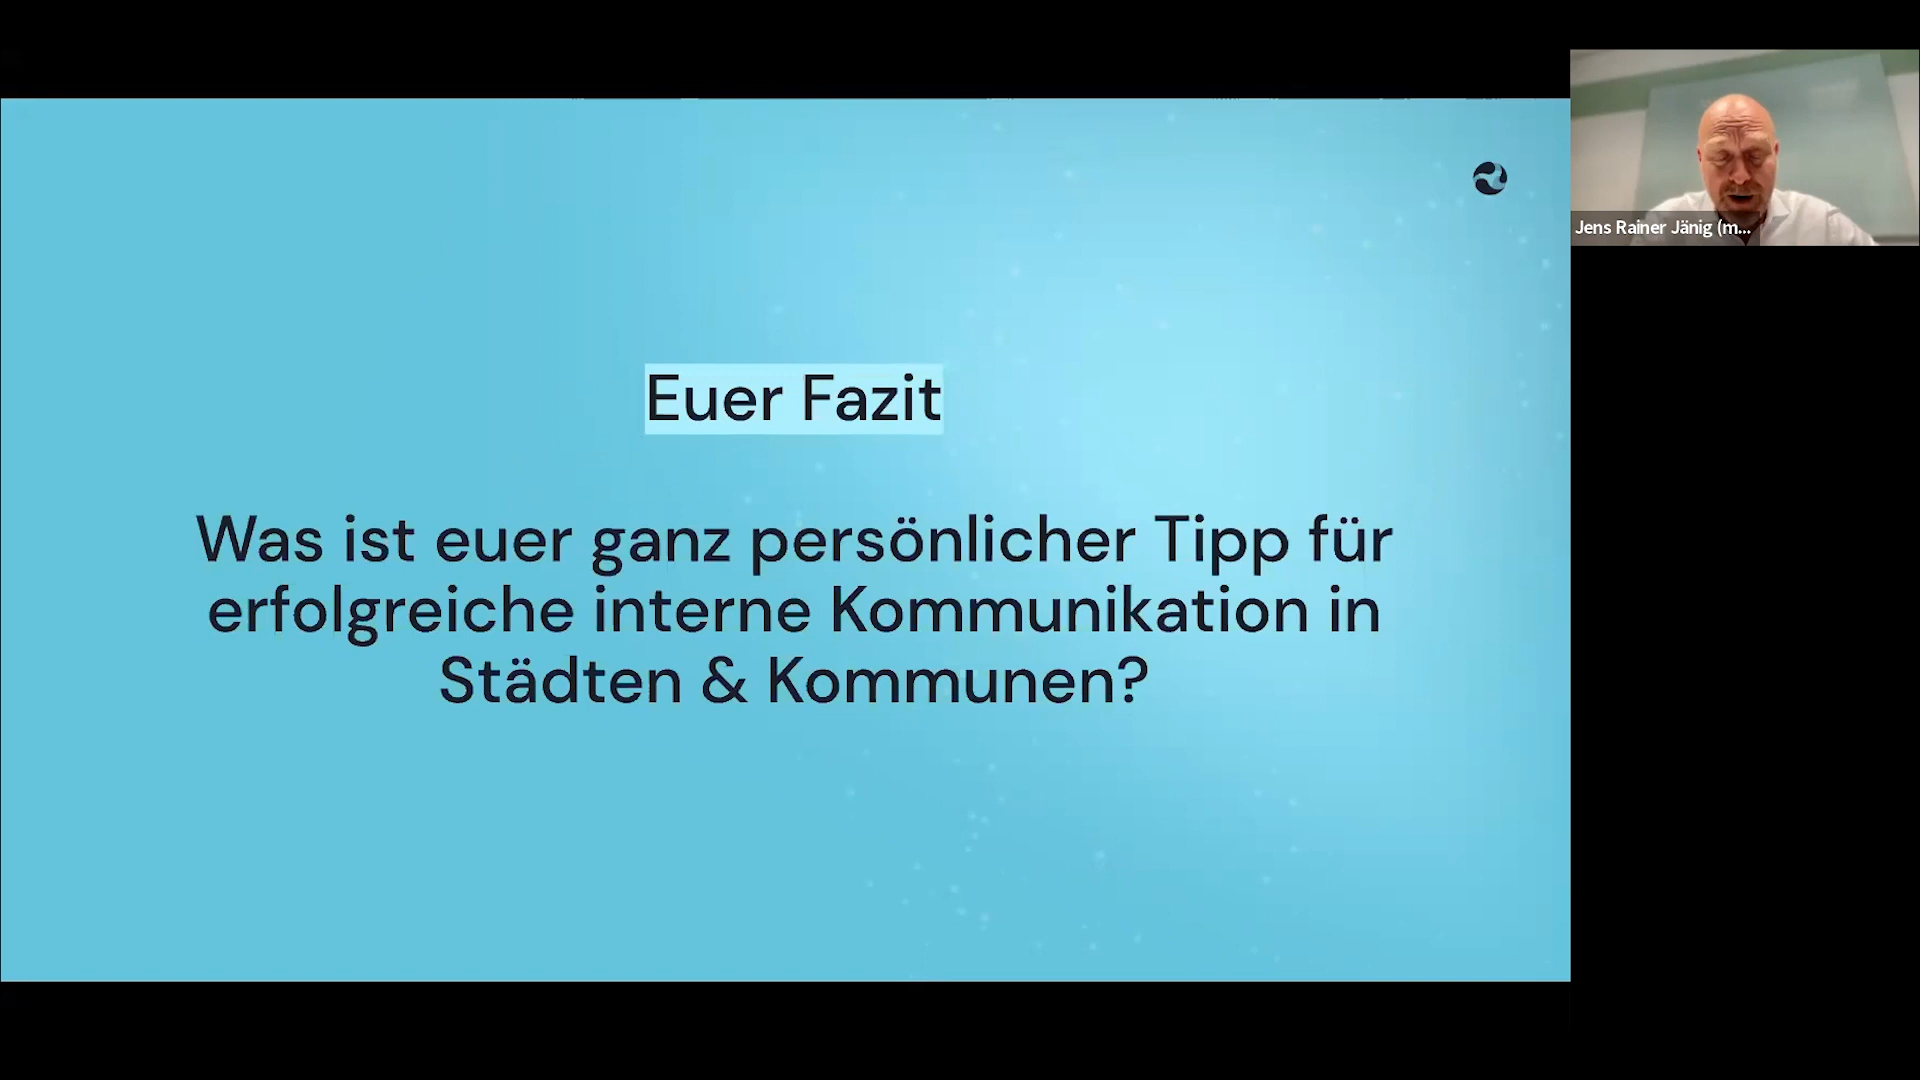 Euer Fazit
Was ist euer ganz persönlicher Tipp für
erfolgreiche interne Kommunikation in
Städten & Kommunen?
Jens Rainer Jänig (m...